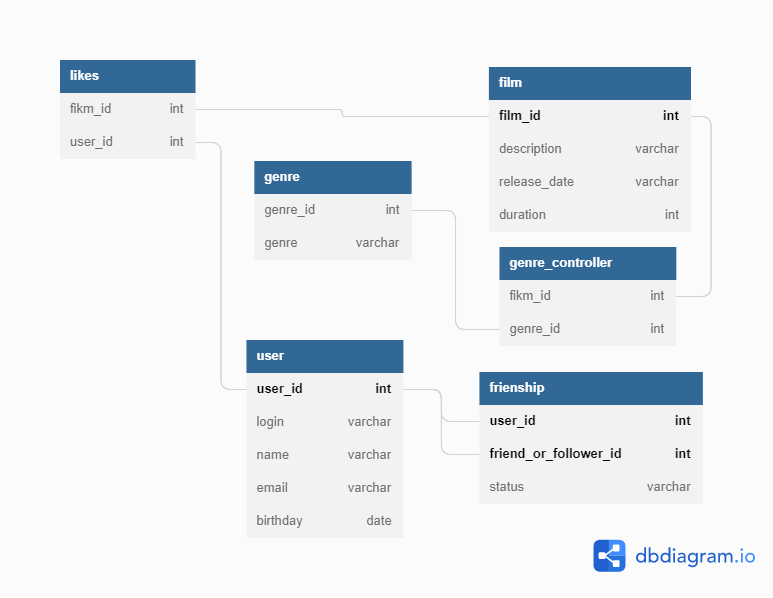 likes
fikm_id int
user_id int
film
film_id int
description varchar
release_date varchar
duration int
genre
genre_id int
genre varchar
genre_controller
fikm_id int
genre_id int
user
user_id int
login varchar
name varchar
email varchar
birthday date
frienship
user_id int
friend_or_follower_id int
status varchar
dbdiagram.io